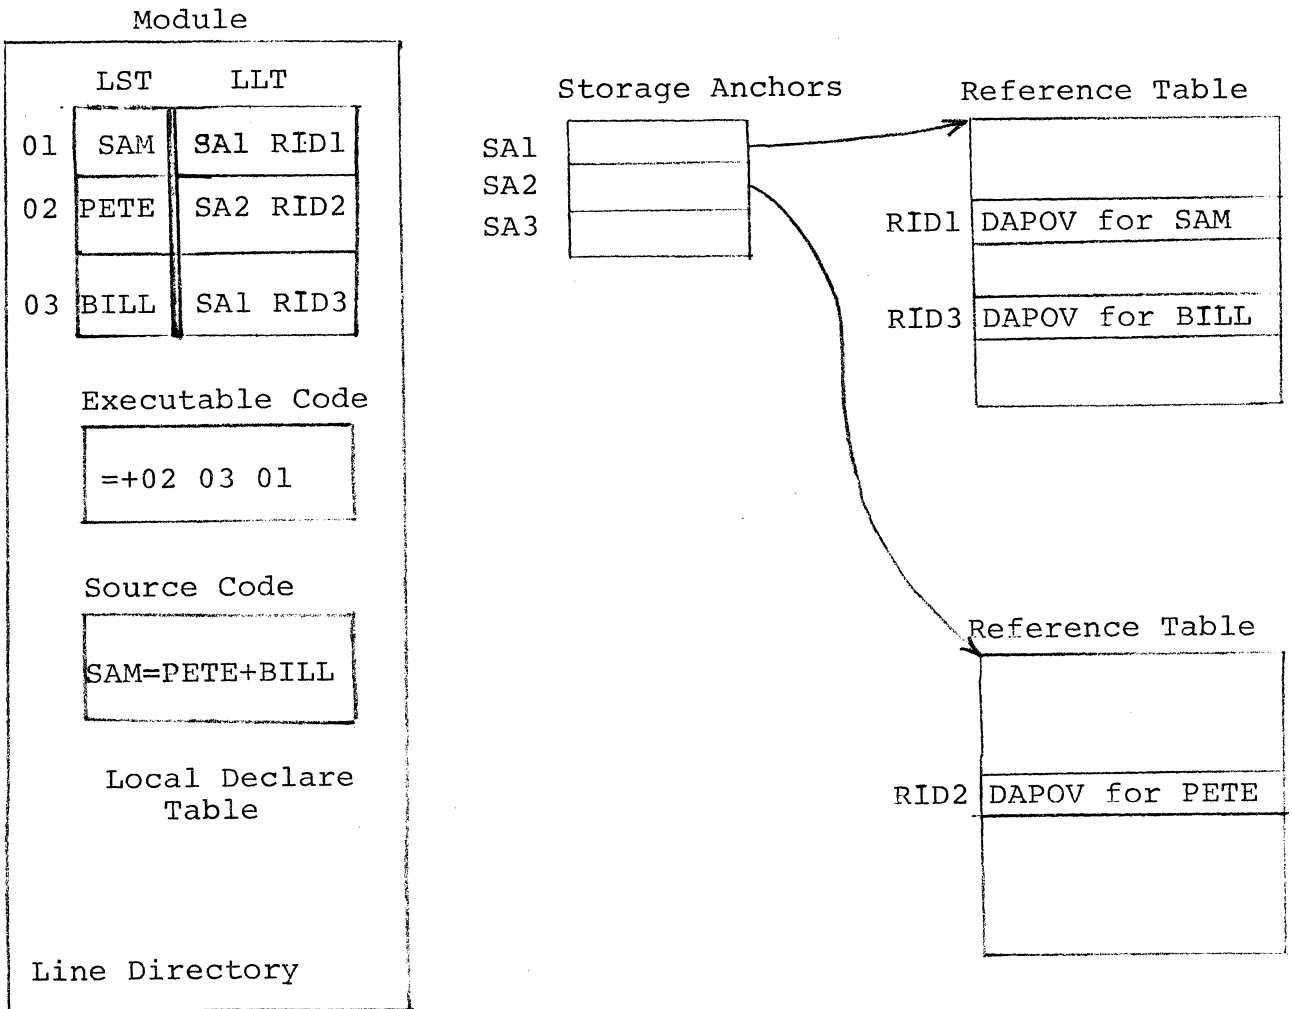 Module
LST LLT
01 SAM SA1 RID1
02 PETE SA2 RID2
03 BILL SA1 RID3
Executable Code
=+02 03 01
Source Code
SAM=PETE+BILL
Local Declare
Table
Line Directory
Storage Anchors
SA1
SA2
SA3
Reference Table
RID1 DAPOV for SAM
RID3 DAPOV for BILL
Reference Table
RID2 DAPOV for PETE